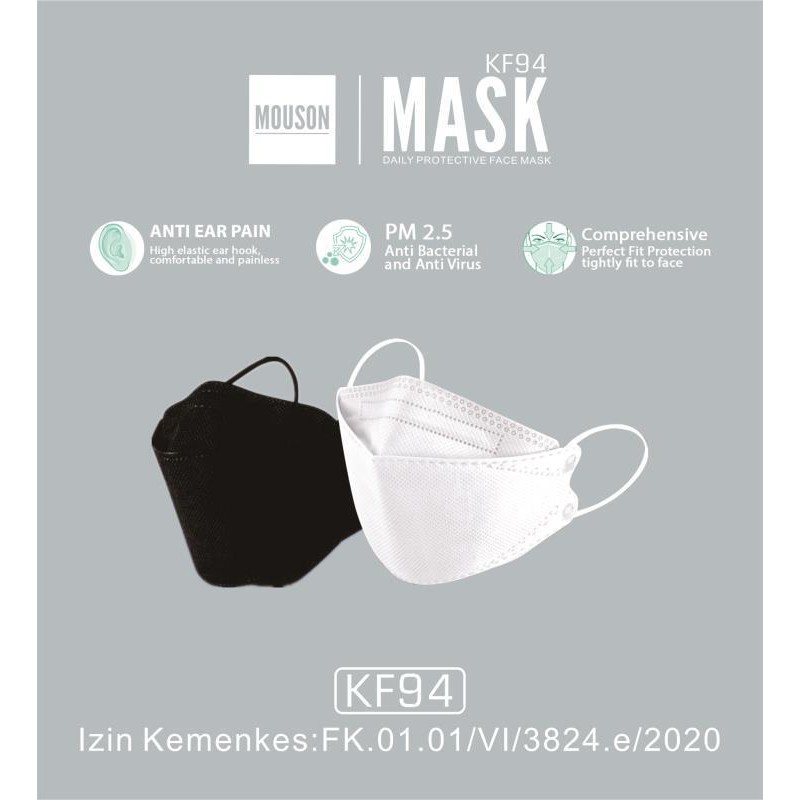 MOUSON
KF94
MASK
DAILY PROTECTIVE FACE MASK
ANTI EAR PAIN
High elastic ear hook,
comfortable and painless
PM 2.5
Anti Bacterial
and Anti Virus
Comprehensive
Perfect Fit Protection
tightly fit to face
KF94
Izin Kemenkes:FK.01.01/VI/3824.e/2020